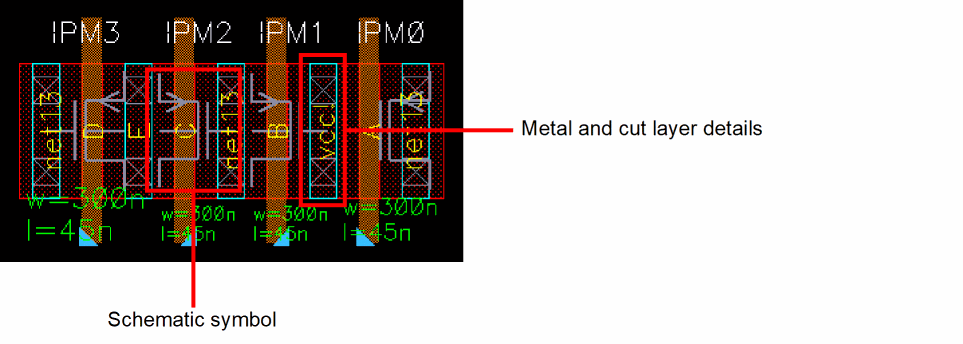 IPM3 IPM2 IPM1 IPM0
net13 D E C net13 B vdd! A net13
w=300n w=300n w=300n w=300n
l=45n l=45n l=45n l=45n
Metal and cut layer details
Schematic symbol